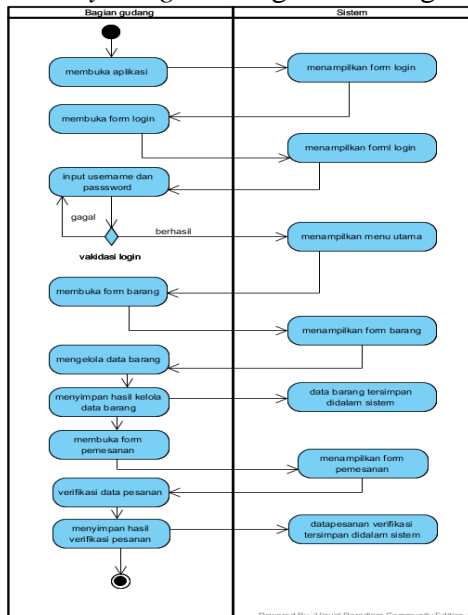 Bagian gudang
Sistem
membuka aplikasi
menampilkan form login
membuka form login
menampilkan forml login
input username dan
passsword
gagal
berhasil
menampilkan menu utama
vakidasi login
membuka form barang
menampilkan form barang
mengelola data barang
menyimpan hasil kelola
data barang
data barang tersimpan
didalam sistem
membuka form
pemesanan
menampilkan form
pemesanan
verifikasi data pesanan
menyimpan hasil
verifikasi pesanan
datapesanan verifikasi
tersimpan didalam sistem